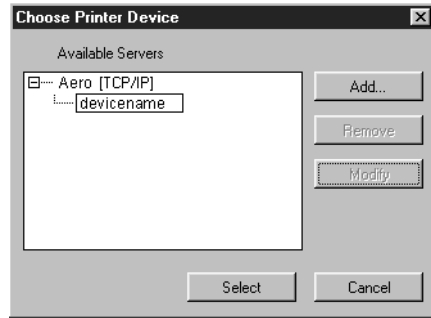 Choose Printer Device
Available Servers
Aero [TCP/IP]
devicename
Add...
Remove
Modify
Select
Cancel